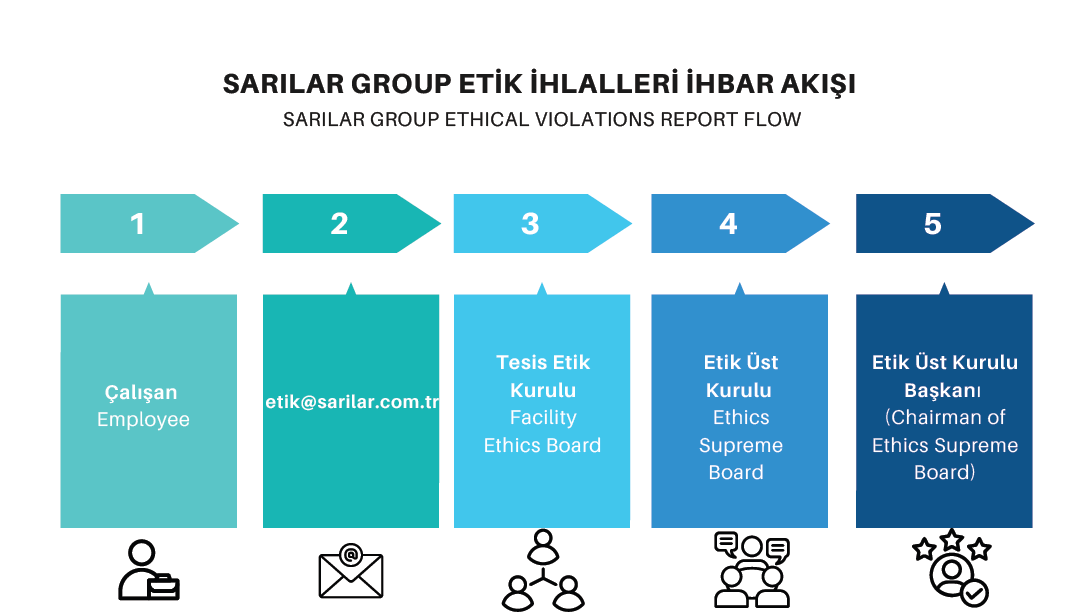 SARILAR GROUP ETİK İHLALLERİ İHBAR AKIŞI
SARILAR GROUP ETHICAL VIOLATIONS REPORT FLOW
1
2
3
4
5
Çalışan
Employee
etik@sarilar.com.tr
Tesis Etik
Kurulu
Facility
Ethics Board
Etik Üst
Kurulu
Ethics
Supreme
Board
Etik Üst Kurulu
Başkanı
(Chairman of
Ethics Supreme
Board)
@